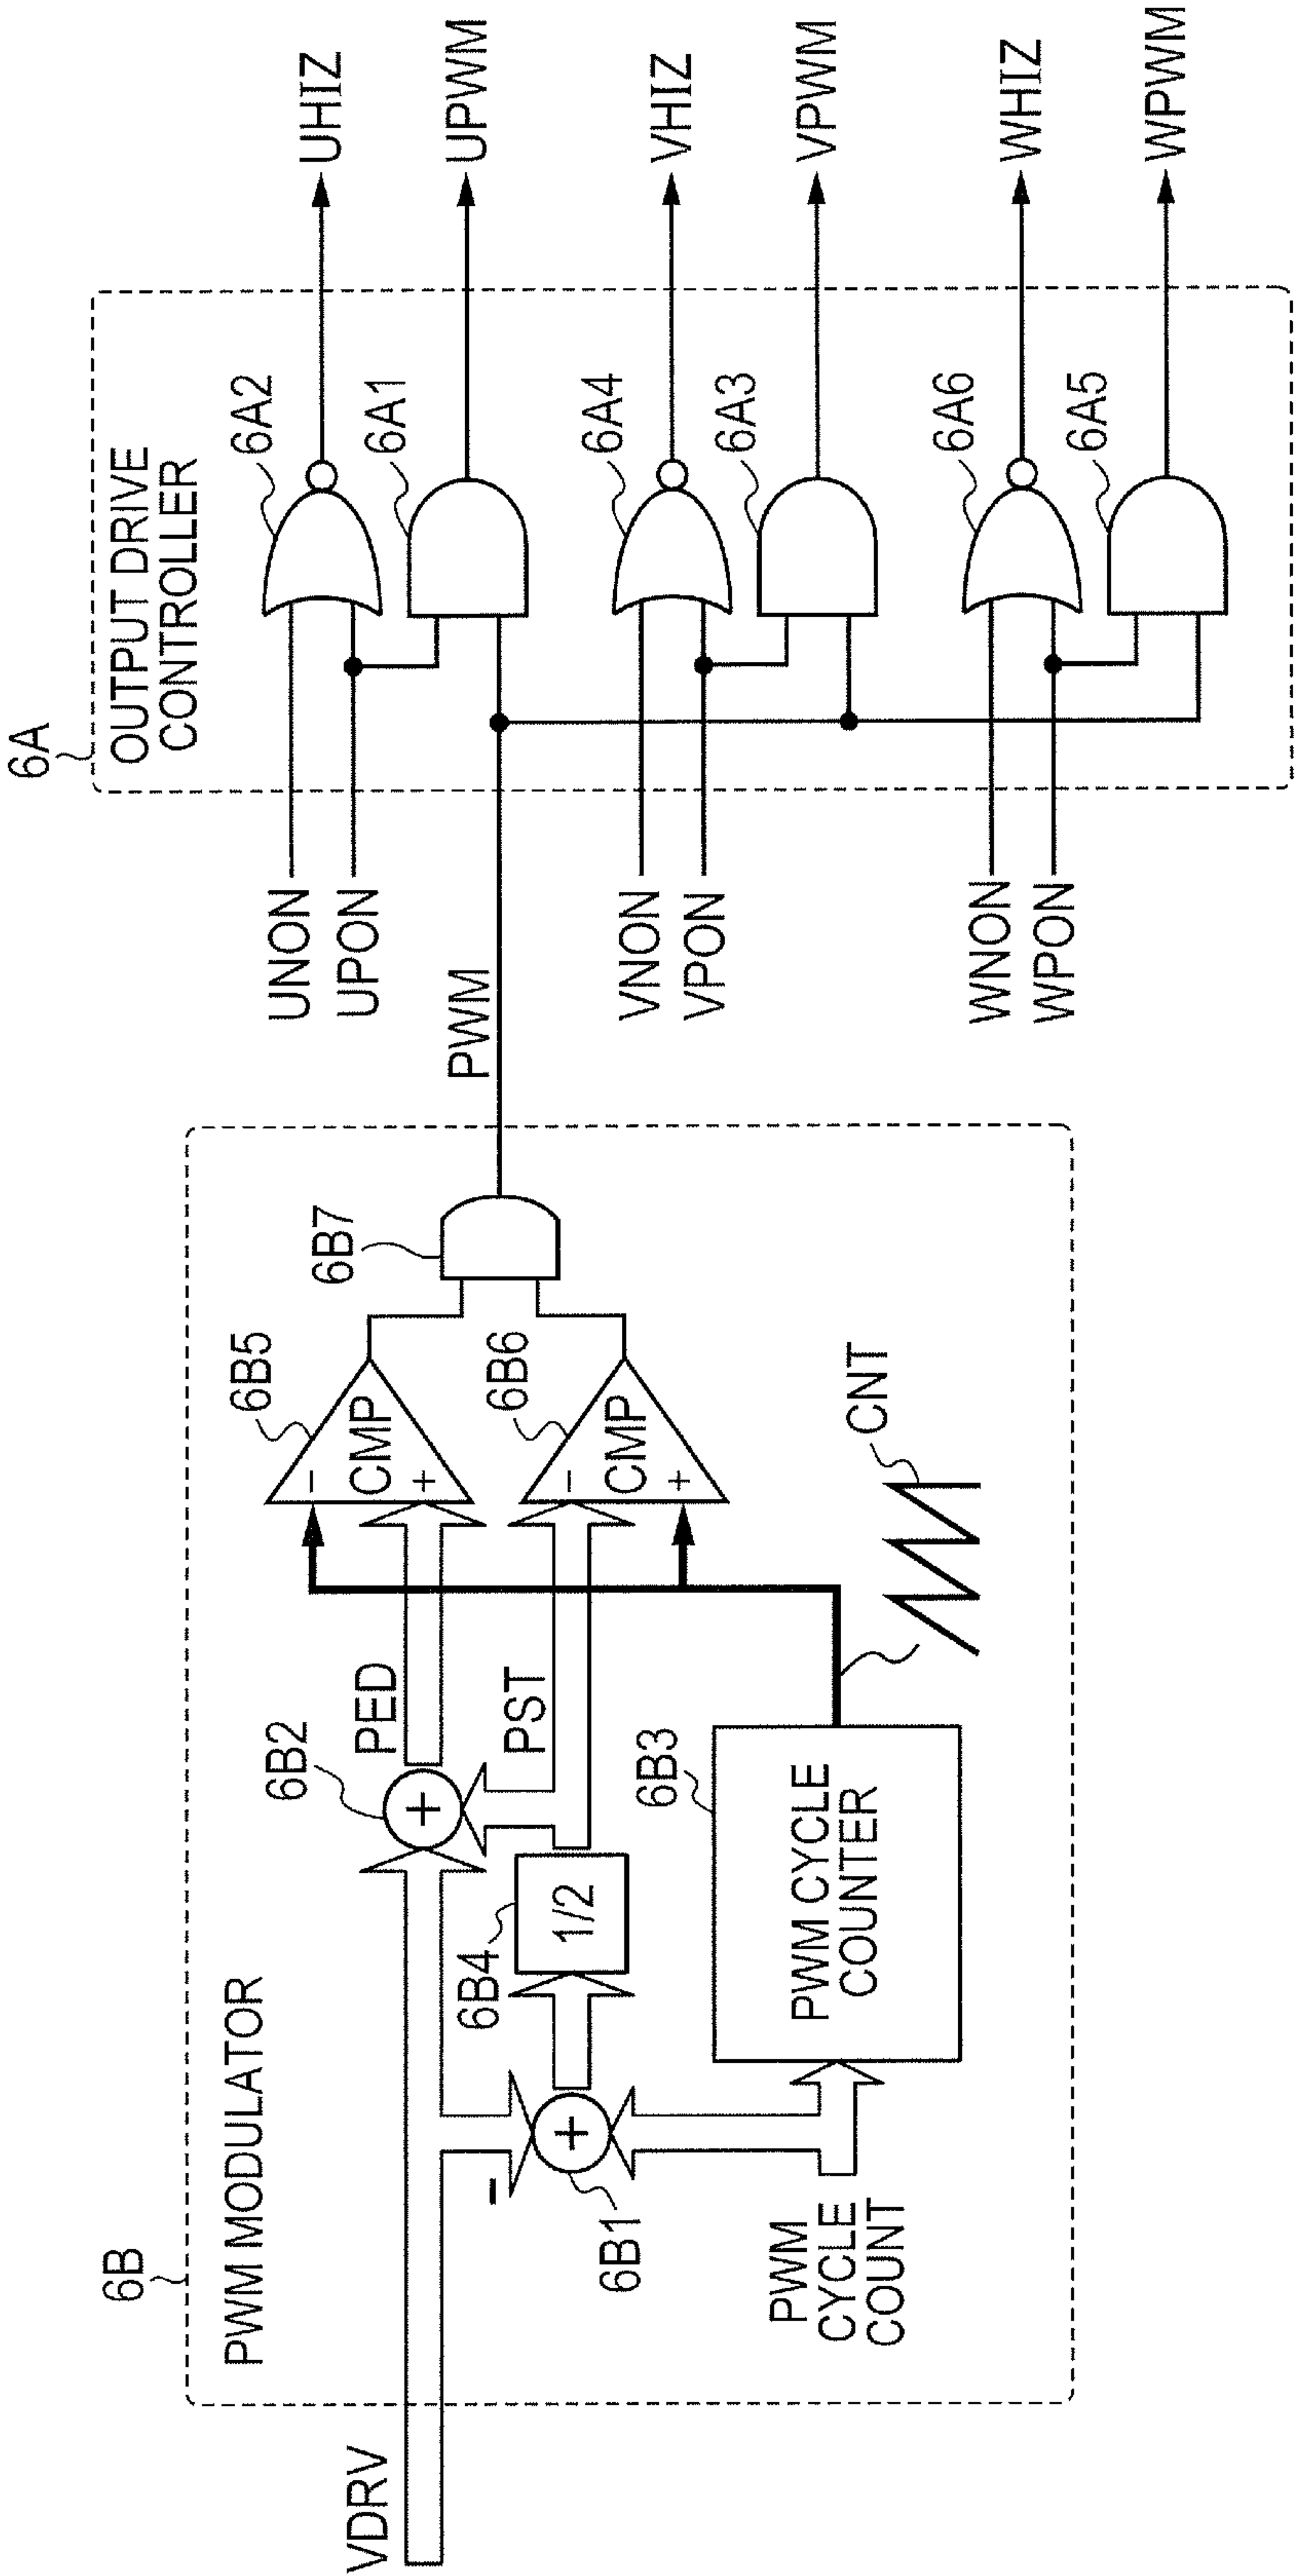 6B
PWM MODULATOR
VDRV
6B2
PED
6B5
CMP
-
+
6B7
PWM
+
-
6B4
1/2
PST
6B6
CMP
-
+
+
6B1
6B3
PWM CYCLE
COUNTER
PWM
CYCLE
COUNT
CNT
6A
OUTPUT DRIVE
CONTROLLER
UNON
UPON
6A2
6A1
UHIZ
UPWM
VNON
VPON
6A4
6A3
VHIZ
VPWM
WNON
WPON
6A6
6A5
WHIZ
WPWM